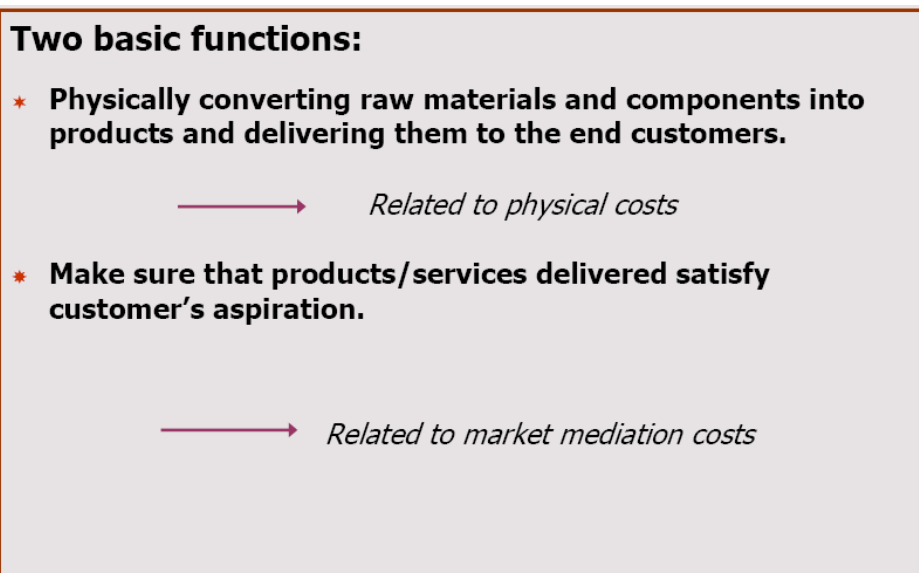 Two basic functions:
Physically converting raw materials and components into
products and delivering them to the end customers.
Related to physical costs
Make sure that products/services delivered satisfy
customer’s aspiration.
Related to market mediation costs